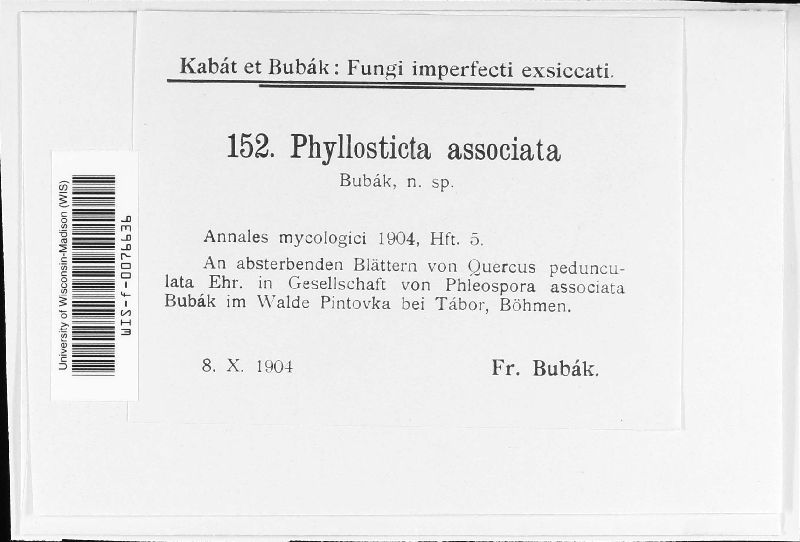 Kabát et Bubák: Fungi imperfecti exsiccati.
152. Phyllosticta associata
Bubák, n. sp.
Annales mycologici 1904, Hft. 5.
An absterbenden Blättern von Quercus peduncu-
lata Ehr. in Gesellschaft von Phleospora associata
Bubák im Walde Pintovka bei Tábor, Böhmen.
8. X. 1904
Fr. Bubák.
University of Wisconsin-Madison (WIS)
WIS-f-0076636